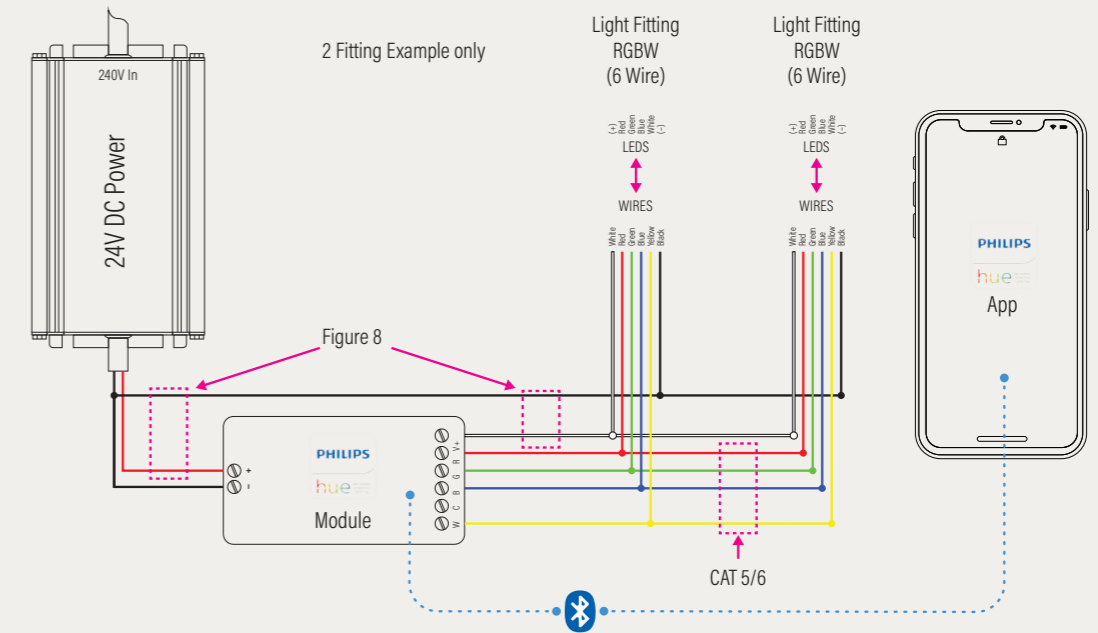 240V In
24V DC Power
2 Fitting Example only
Light Fitting
RGBW
(6 Wire)
(+)
Red
Green
Blue
White
(-)
LEDS
WIRES
White
Red
Green
Blue
Yellow
Black
Light Fitting
RGBW
(6 Wire)
(+)
Red
Green
Blue
White
(-)
LEDS
WIRES
White
Red
Green
Blue
Yellow
Black
Figure 8
PHILIPS
hue
Module
+
-
V+
R
G
B
C
W
CAT 5/6
PHILIPS
hue
App